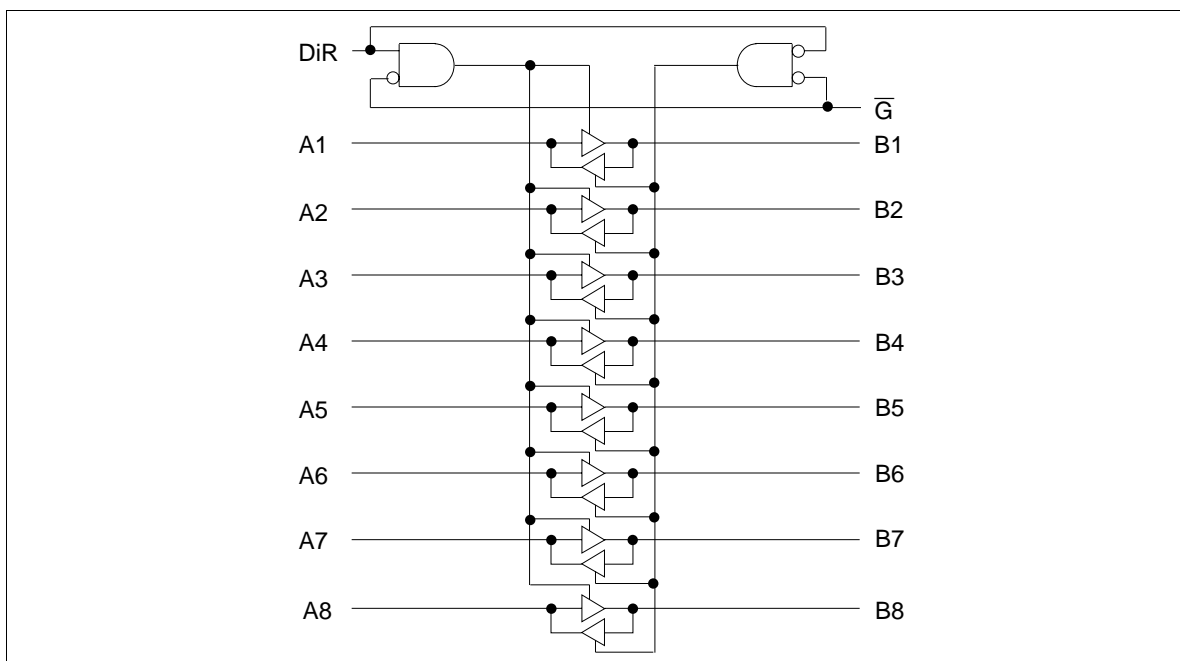 DiR
G̅
A1 B1
A2 B2
A3 B3
A4 B4
A5 B5
A6 B6
A7 B7
A8 B8